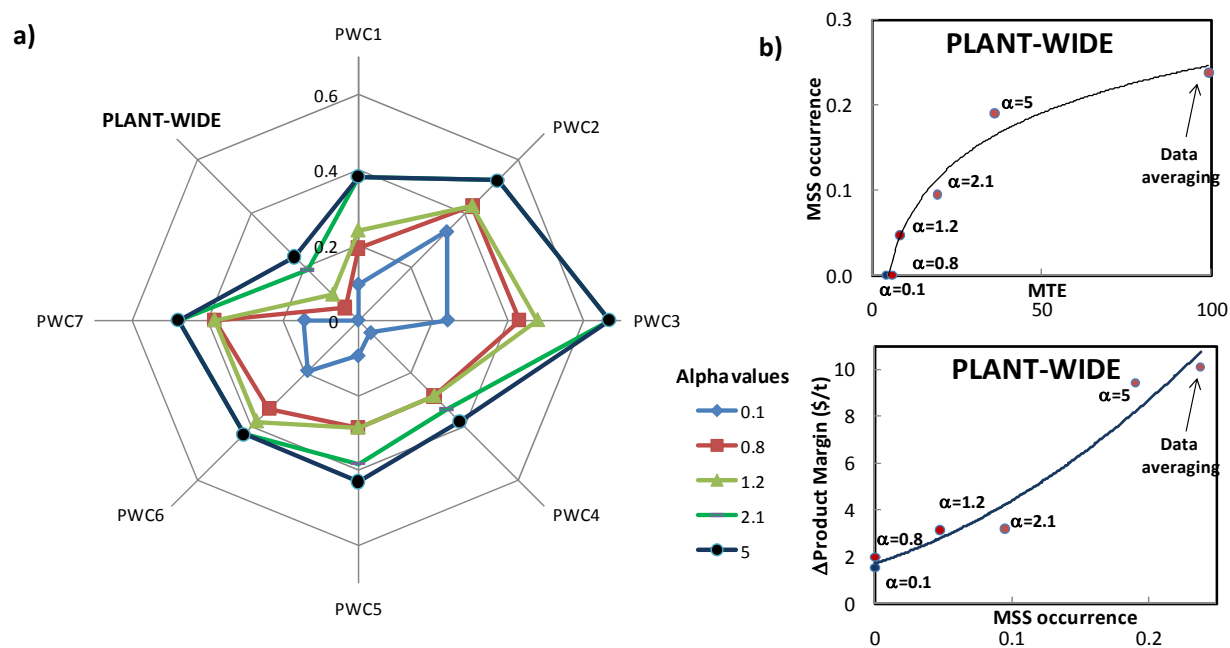 a)
PWC1
0.6
PLANT-WIDE
PWC2
0.4
0.2
PWC7
0
PWC3
PWC6
PWC4
PWC5
Alpha values
0.1
0.8
1.2
2.1
5
b)
0.3
PLANT-WIDE
α=5
0.2
MSS occurrence
Data
averaging
α=2.1
0.1
α=1.2
α=0.8
0.0
α=0.1
0
MTE
50
100
10
PLANT-WIDE
α=5
8
ΔProduct Margin ($/t)
Data
averaging
6
4
α=1.2
α=2.1
α=0.8
2
α=0.1
0
MSS occurrence
0
0.1
0.2